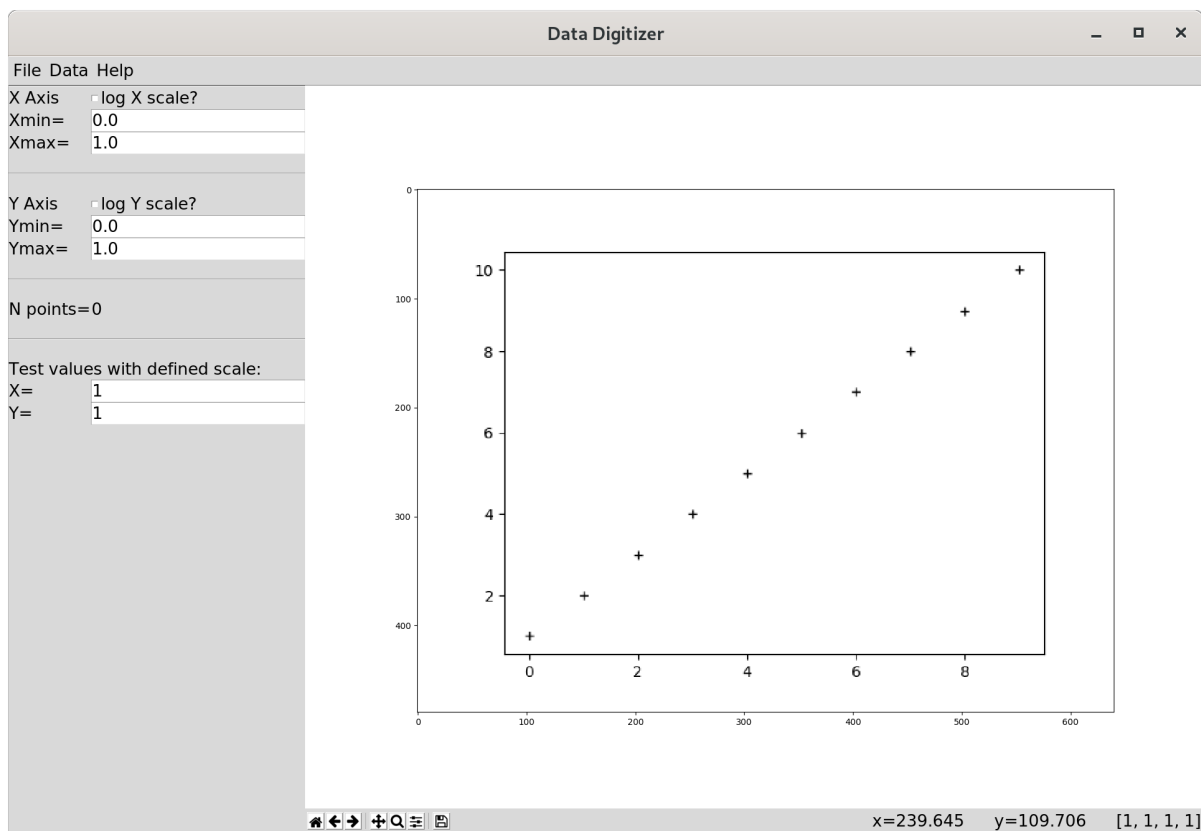 Data Digitizer
File Data Help
X Axis log X scale?
Xmin= 0.0
Xmax= 1.0
Y Axis log Y scale?
Ymin= 0.0
Ymax= 1.0
N points=0
Test values with defined scale:
X= 1
Y= 1
0
100
200
300
400
10
8
6
4
2
0 2 4 6 8
0 100 200 300 400 500 600
x=239.645 y=109.706 [1, 1, 1, 1]